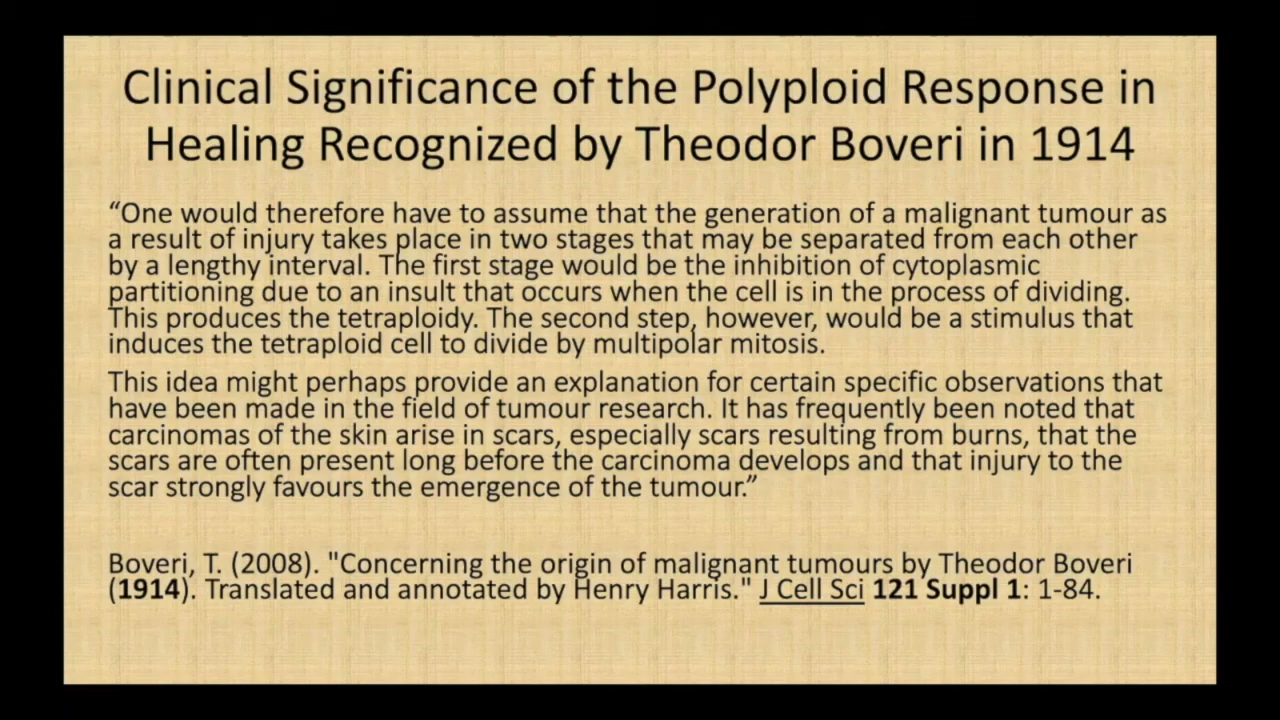 Clinical Significance of the Polyploid Response in
Healing Recognized by Theodor Boveri in 1914
“One would therefore have to assume that the generation of a malignant tumour as
a result of injury takes place in two stages that may be separated from each other
by a lengthy interval. The first stage would be the inhibition of cytoplasmic
partitioning due to an insult that occurs when the cell is in the process of dividing.
This produces the tetraploidy. The second step, however, would be a stimulus that
induces the tetraploid cell to divide by multipolar mitosis.
This idea might perhaps provide an explanation for certain specific observations that
have been made in the field of tumour research. It has frequently been noted that
carcinomas of the skin arise in scars, especially scars resulting from burns, that the
scars are often present long before the carcinoma develops and that injury to the
scar strongly favours the emergence of the tumour.”
Boveri, T. (2008). "Concerning the origin of malignant tumours by Theodor Boveri
(1914). Translated and annotated by Henry Harris." J Cell Sci 121 Suppl 1: 1-84.